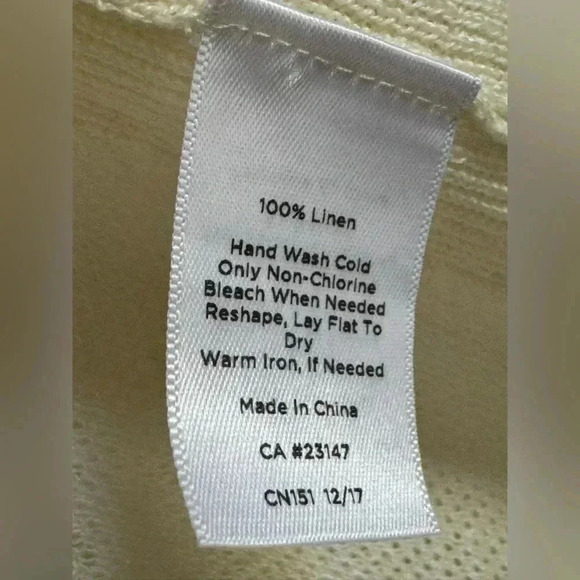 100% Linen
Hand Wash Cold
Only Non-Chlorine
Bleach When Needed
Reshape, Lay Flat To
Dry
Warm Iron, If Needed
Made In China
CA #23147
CN151 12/17